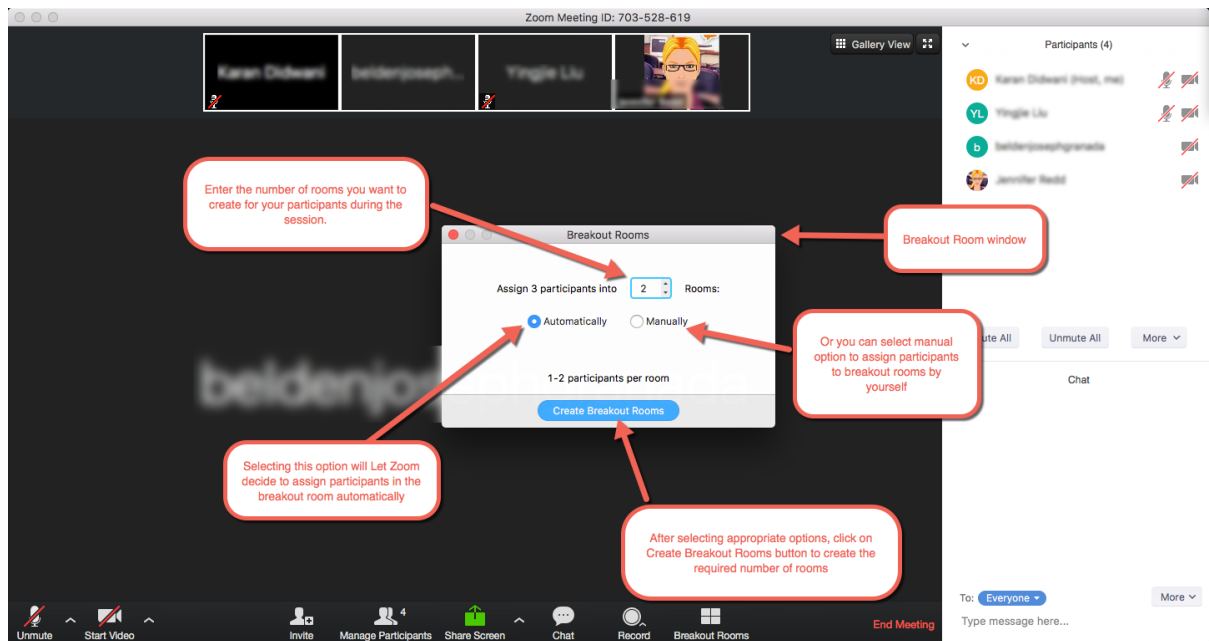 Zoom Meeting ID: 703-528-619
Karan Didwani
beldenjoseph...
Yingjie Liu
Gallery View
Participants (4)
KD Karan Didwani (Host, me)
YL Yingjie Liu
b beldenjosephgranada
Jennifer Redd
Enter the number of rooms you want to
create for your participants during the
session.
Breakout Room window
Breakout Rooms
Assign 3 participants into 2 Rooms:
Automatically Manually
1-2 participants per room
Create Breakout Rooms
Or you can select manual
option to assign participants
to breakout rooms by
yourself
Selecting this option will Let Zoom
decide to assign participants in the
breakout room automatically
After selecting appropriate options, click on
Create Breakout Rooms button to create the
required number of rooms
ute All Unmute All More
Chat
To: Everyone More
Type message here...
Unmute Start Video Invite 4 Manage Participants Share Screen Chat Record Breakout Rooms End Meeting